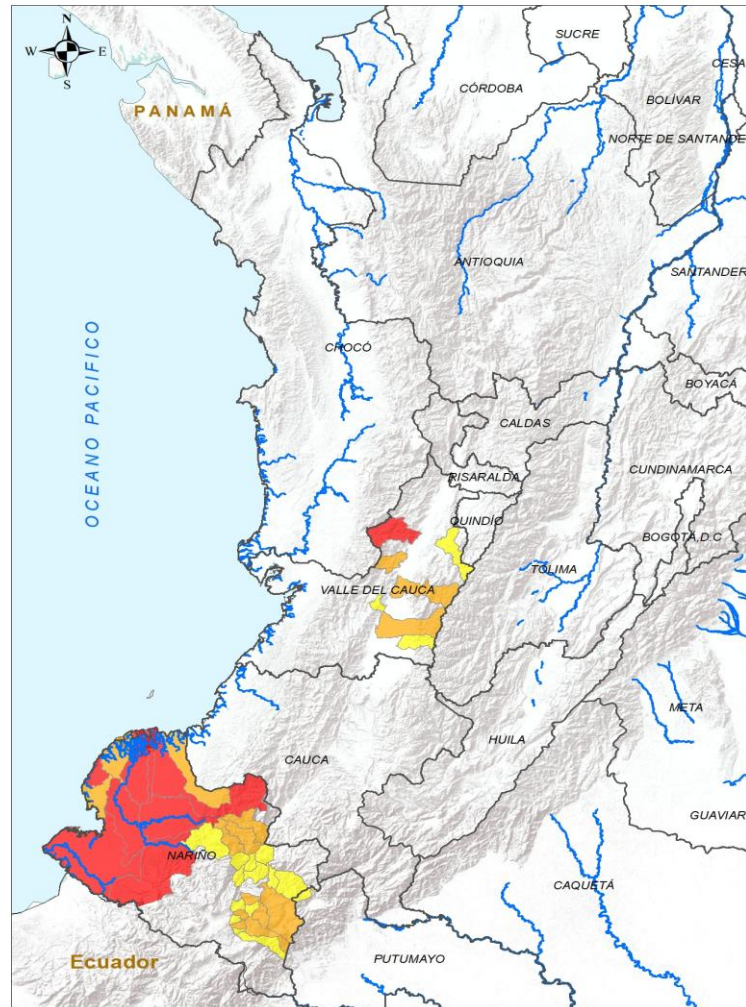 N
W E
S
SUCRE
CESA
CÓRDOBA
BOLÍVAR
PANAMÁ
NORTE DE SANTANDE
ANTIOQUIA
SANTANDER
OCEANO PACIFICO
CHOCÓ
BOYACÁ
CALDAS
CUNDINAMARCA
RISARALDA
QUINDÍO
BOGOTÁ,D.C
TOLIMA
VALLE DEL CAUCA
META
HUILA
CAUCA
GUAVIAR
NARIÑO
CAQUETÁ
Ecuador
PUTUMAYO